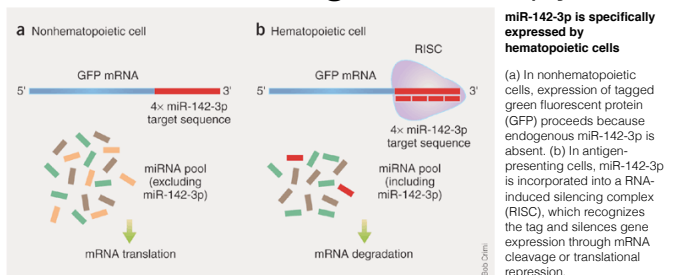 a Nonhematopoietic cell
GFP mRNA
5' 3'
4× miR-142-3p
target sequence
miRNA pool
(excluding
miR-142-3p)
mRNA translation
b Hematopoietic cell
RISC
GFP mRNA
5' 3'
4× miR-142-3p
target sequence
miRNA pool
(including
miR-142-3p)
mRNA degradation
Bob Crimi
miR-142-3p is specifically
expressed by
hematopoietic cells
(a) In nonhematopoietic
cells, expression of tagged
green fluorescent protein
(GFP) proceeds because
endogenous miR-142-3p is
absent. (b) In antigen-
presenting cells, miR-142-3p
is incorporated into a RNA-
induced silencing complex
(RISC), which recognizes
the tag and silences gene
expression through mRNA
cleavage or translational
repression